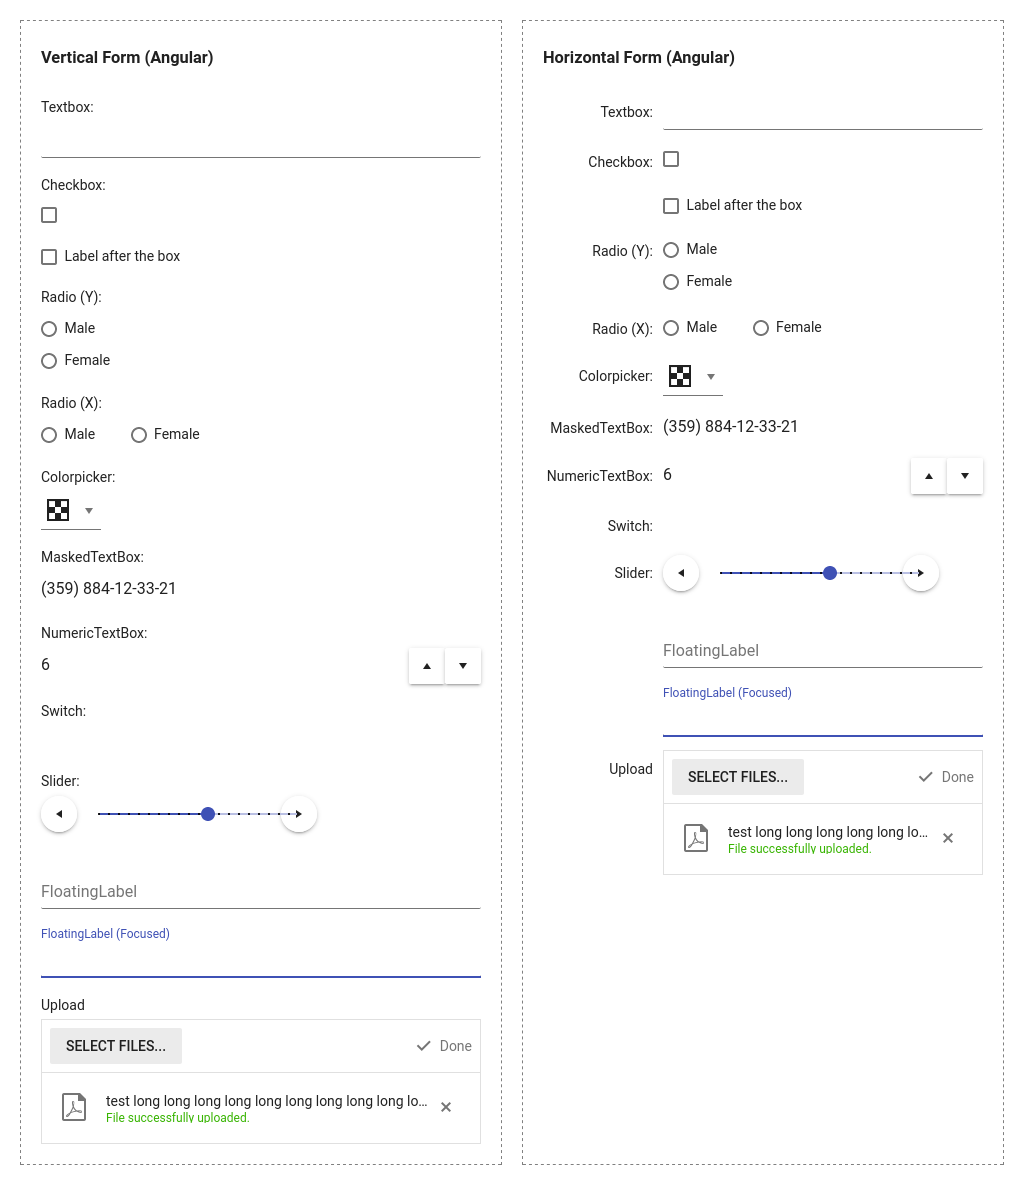 Vertical Form (Angular)
Textbox:
Checkbox:
Label after the box
Radio (Y):
Male
Female
Radio (X):
Male Female
Colorpicker:
MaskedTextBox:
(359) 884-12-33-21
NumericTextBox:
6
Switch:
Slider:
FloatingLabel
FloatingLabel (Focused)
Upload
SELECT FILES... Done
test long long long long long long long long long lo...
File successfully uploaded.
Horizontal Form (Angular)
Textbox:
Checkbox:
Label after the box
Radio (Y): Male
Female
Radio (X): Male Female
Colorpicker:
MaskedTextBox: (359) 884-12-33-21
NumericTextBox: 6
Switch:
Slider:
FloatingLabel
FloatingLabel (Focused)
Upload SELECT FILES... Done
test long long long long long lo...
File successfully uploaded.